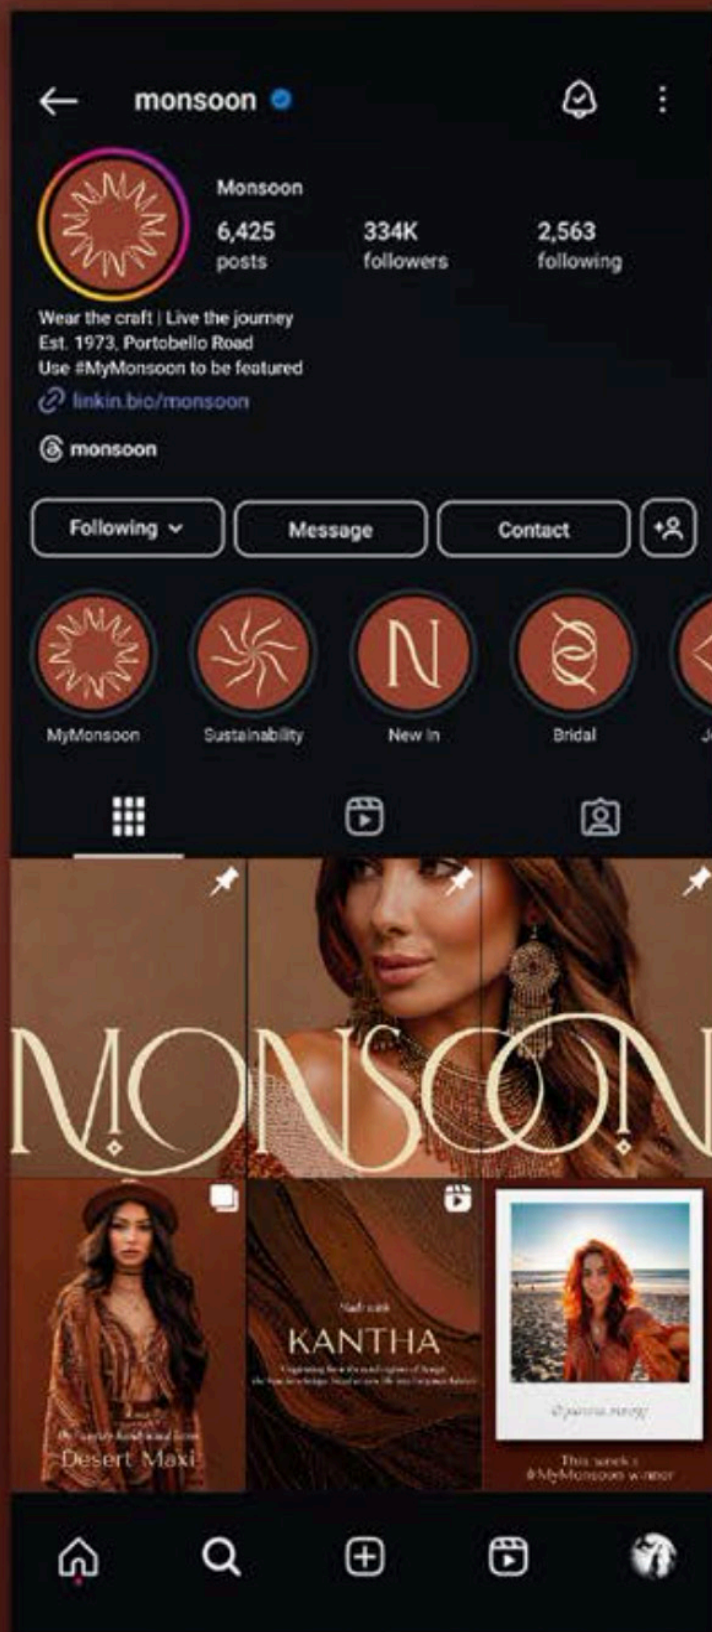 monsoon
Monsoon
6,425 334K 2,563
posts followers following
Wear the craft | Live the journey
Est. 1973, Portobello Road
Use #MyMonsoon to be featured
linkin.bio/monsoon
monsoon
Following Message Contact
MyMonsoon Sustainability New In Bridal
MONSOON
Made with
KANTHA
Desert Maxi
This week's
#MyMonsoon winner